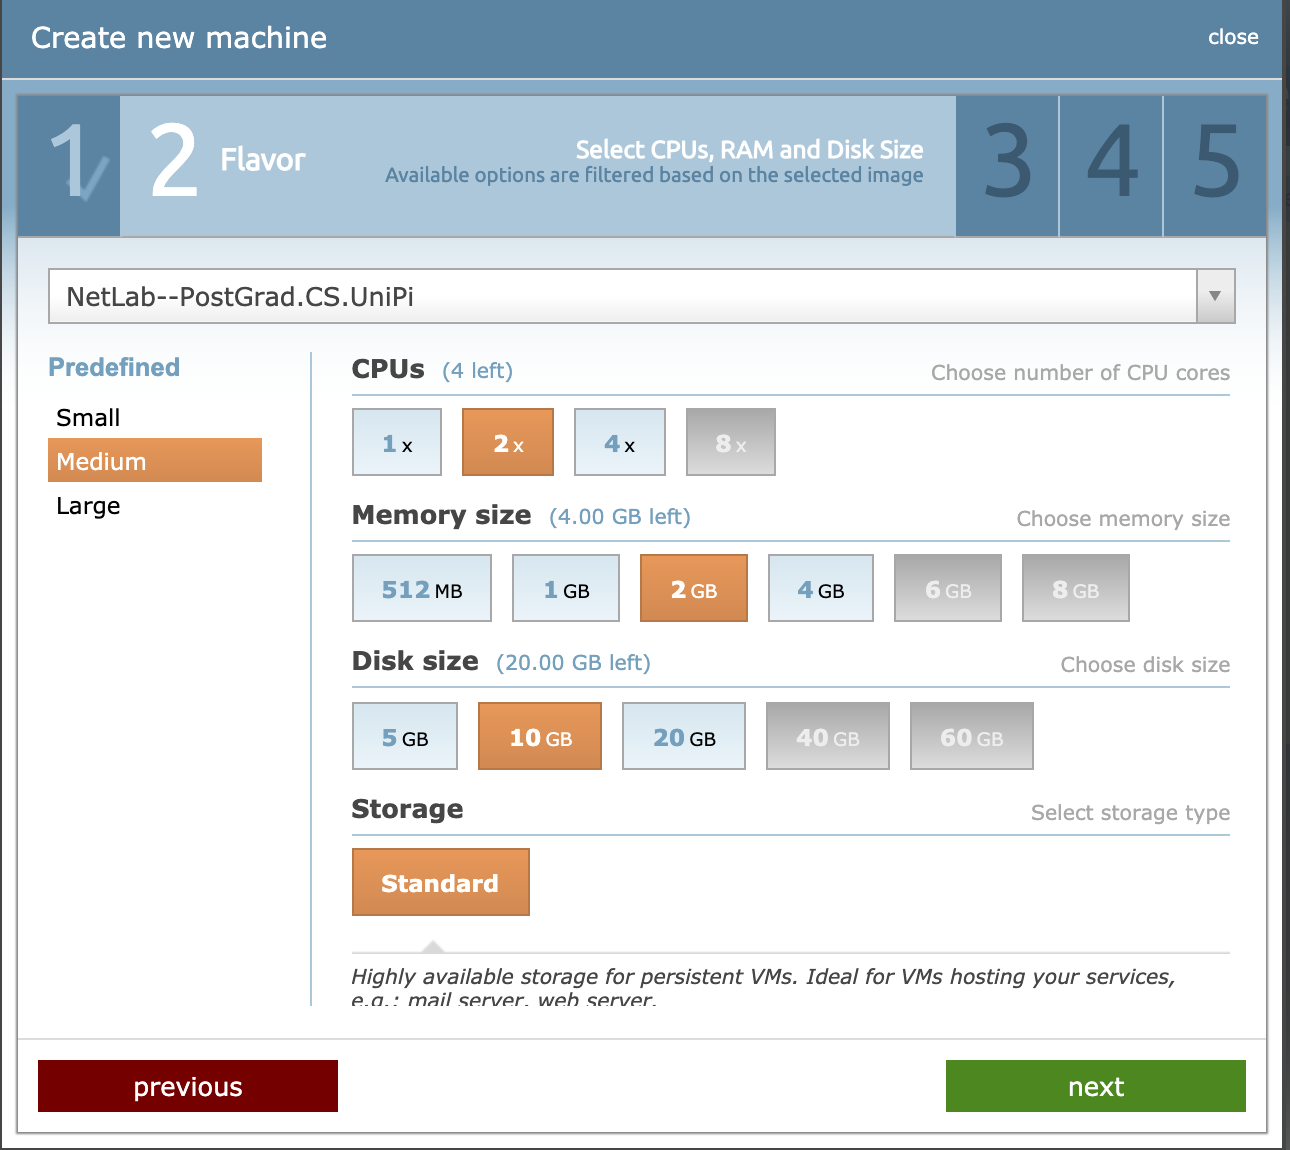 Create new machine
close
1
2 Flavor
Select CPUs, RAM and Disk Size
Available options are filtered based on the selected image
3 4 5
NetLab--PostGrad.CS.UniPi
Predefined
Small
Medium
Large
CPUs (4 left) Choose number of CPU cores
1 x 2 x 4 x 8 x
Memory size (4.00 GB left) Choose memory size
512 MB 1 GB 2 GB 4 GB 6 GB 8 GB
Disk size (20.00 GB left) Choose disk size
5 GB 10 GB 20 GB 40 GB 60 GB
Storage Select storage type
Standard
Highly available storage for persistent VMs. Ideal for VMs hosting your services,
e.g.: mail server, web server.
previous
next